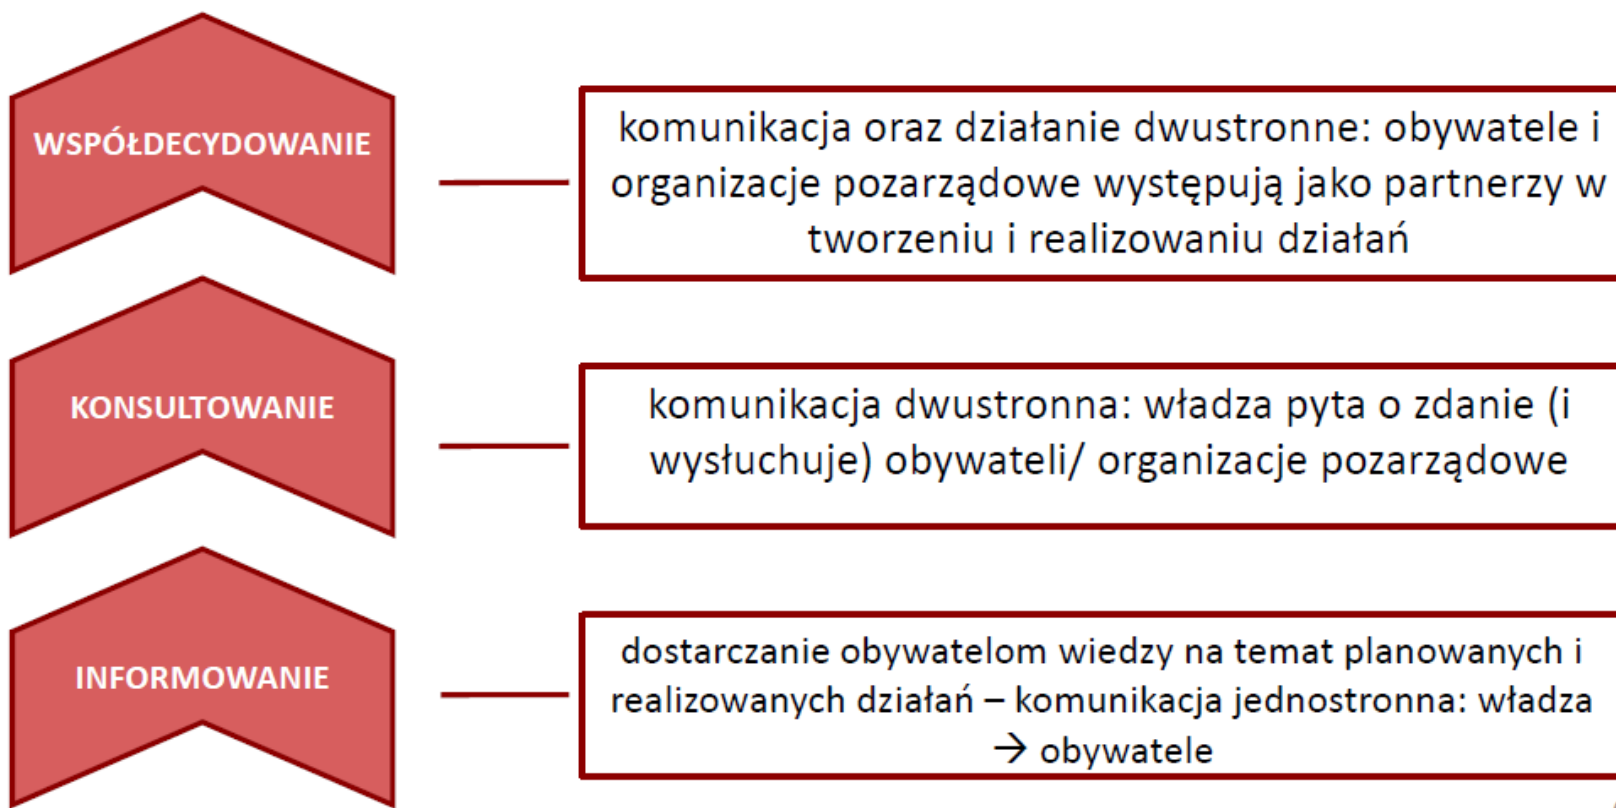 WSPÓŁDECYDOWANIE
komunikacja oraz działanie dwustronne: obywatele i
organizacje pozarządowe występują jako partnerzy w
tworzeniu i realizowaniu działań
KONSULTOWANIE
komunikacja dwustronna: władza pyta o zdanie (i
wysłuchuje) obywateli/ organizacje pozarządowe
INFORMOWANIE
dostarczanie obywatelom wiedzy na temat planowanych i
realizowanych działań – komunikacja jednostronna: władza
→ obywatele